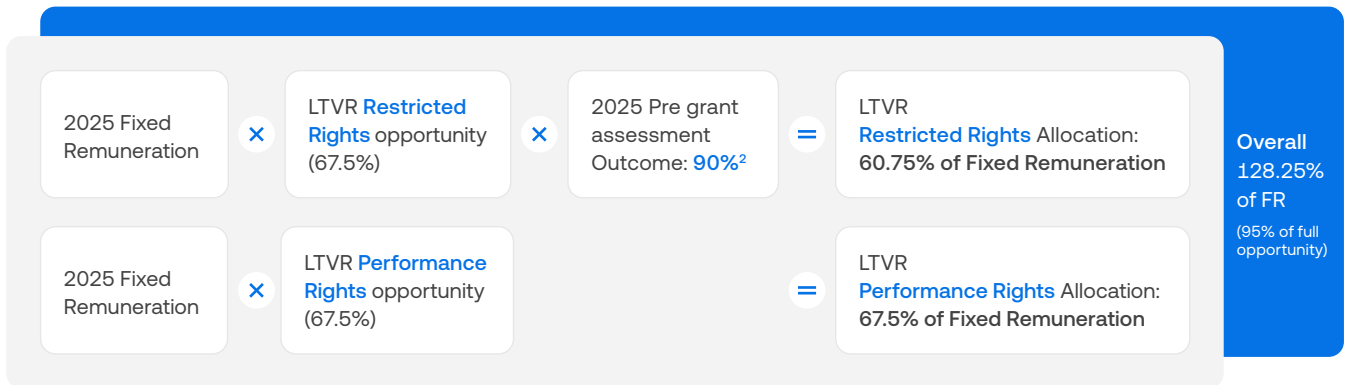 2025 Fixed
Remuneration
×
LTVR Restricted
Rights opportunity
(67.5%)
×
2025 Pre grant
assessment
Outcome: 90%²
=
LTVR
Restricted Rights Allocation:
60.75% of Fixed Remuneration
2025 Fixed
Remuneration
×
LTVR Performance
Rights opportunity
(67.5%)
=
LTVR
Performance Rights Allocation:
67.5% of Fixed Remuneration
Overall
128.25%
of FR
(95% of full
opportunity)